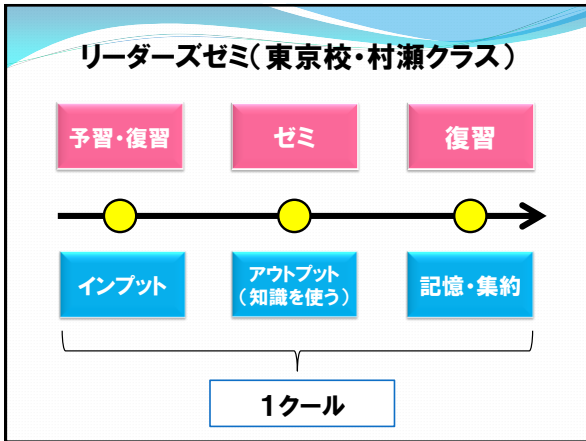 リーダーズゼミ(東京校・村瀬クラス)
予習・復習
ゼミ
復習
インプット
アウトプット
(知識を使う)
記憶・集約
1クール